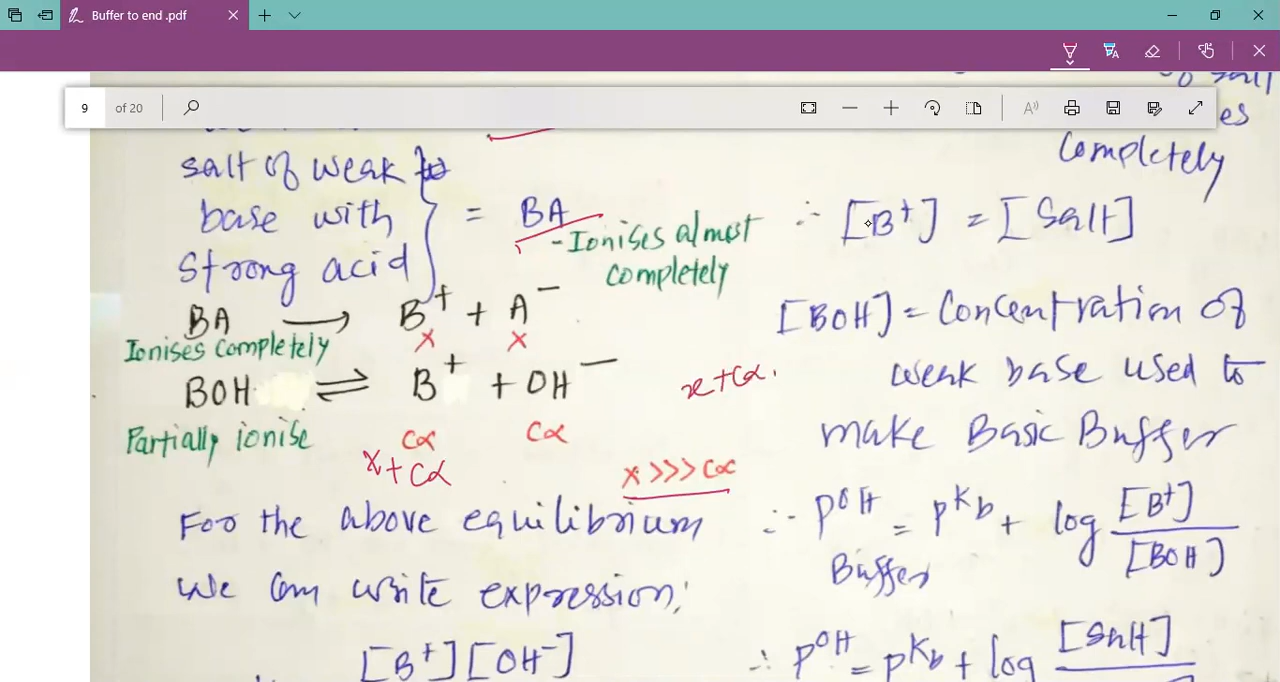 Buffer to end .pdf
9 of 20
salt of weak
base with
strong acid
= BA
- Ionises almost
completely
BA ⟶ B⁺ + A⁻
Ionises completely
x x
BOH ⇌ B⁺ + OH⁻
Partially ionise
cα cα
x + cα
x + cα.
x >>> cα
For the above equilibrium
we can write expression;
[B⁺][OH⁻]
of salt
es
completely
∴ [B⁺] = [Salt]
[BOH] = Concentration of
weak base used to
make Basic Buffer
∴ pOH = pKb + log [B⁺]/[BOH]
Buffer
∴ pOH = pKb + log [Salt]